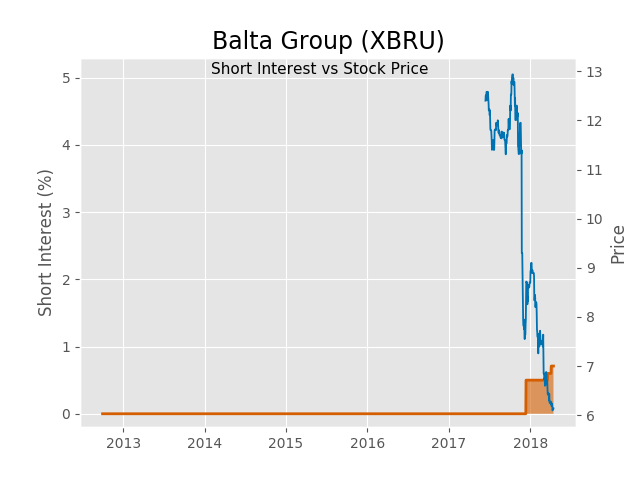 Balta Group (XBRU)
Short Interest vs Stock Price
Short Interest (%)
5
4
3
2
1
0
13
12
11
10
9
8
7
6
Price
2013 2014 2015 2016 2017 2018